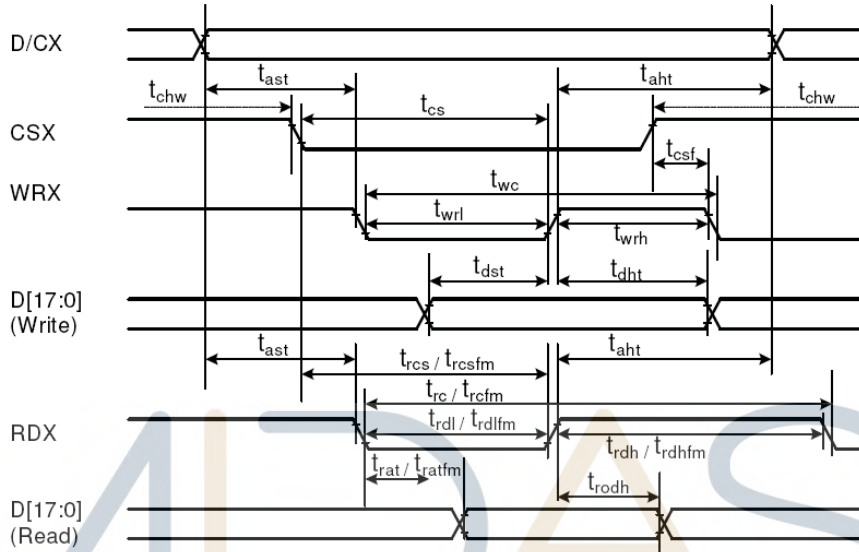 D/CX
t_ast t_aht
t_chw t_chw
t_cs
CSX
t_csf
WRX
t_wc
t_wrl t_wrh
t_dst t_dht
D[17:0]
(Write)
t_ast t_aht
t_rcs / t_rcsfm
t_rc / t_rcfm
RDX
t_rdl / t_rdlfm
t_rdh / t_rdhfm
t_rat / t_ratfm
t_rodh
D[17:0]
(Read)
MIDAS